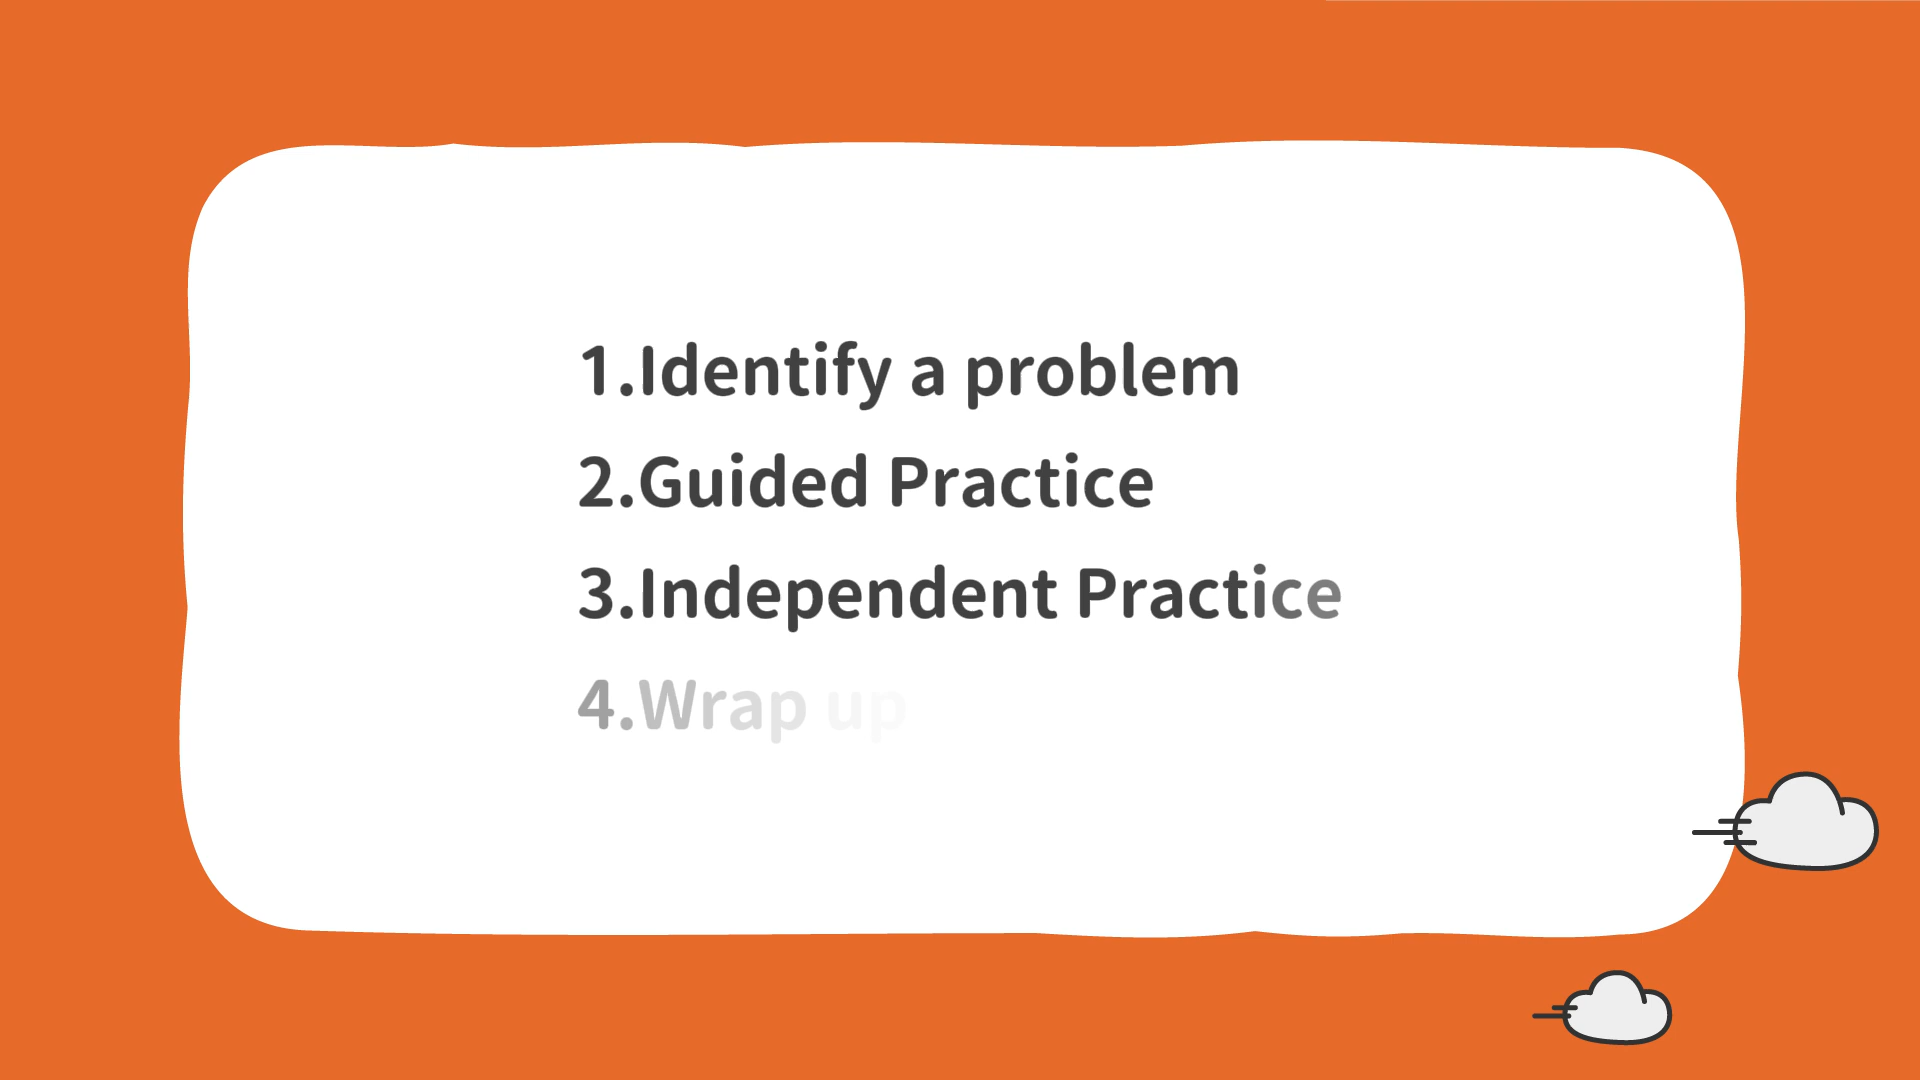 1.Identify a problem
2.Guided Practice
3.Independent Practice
4.Wrap up